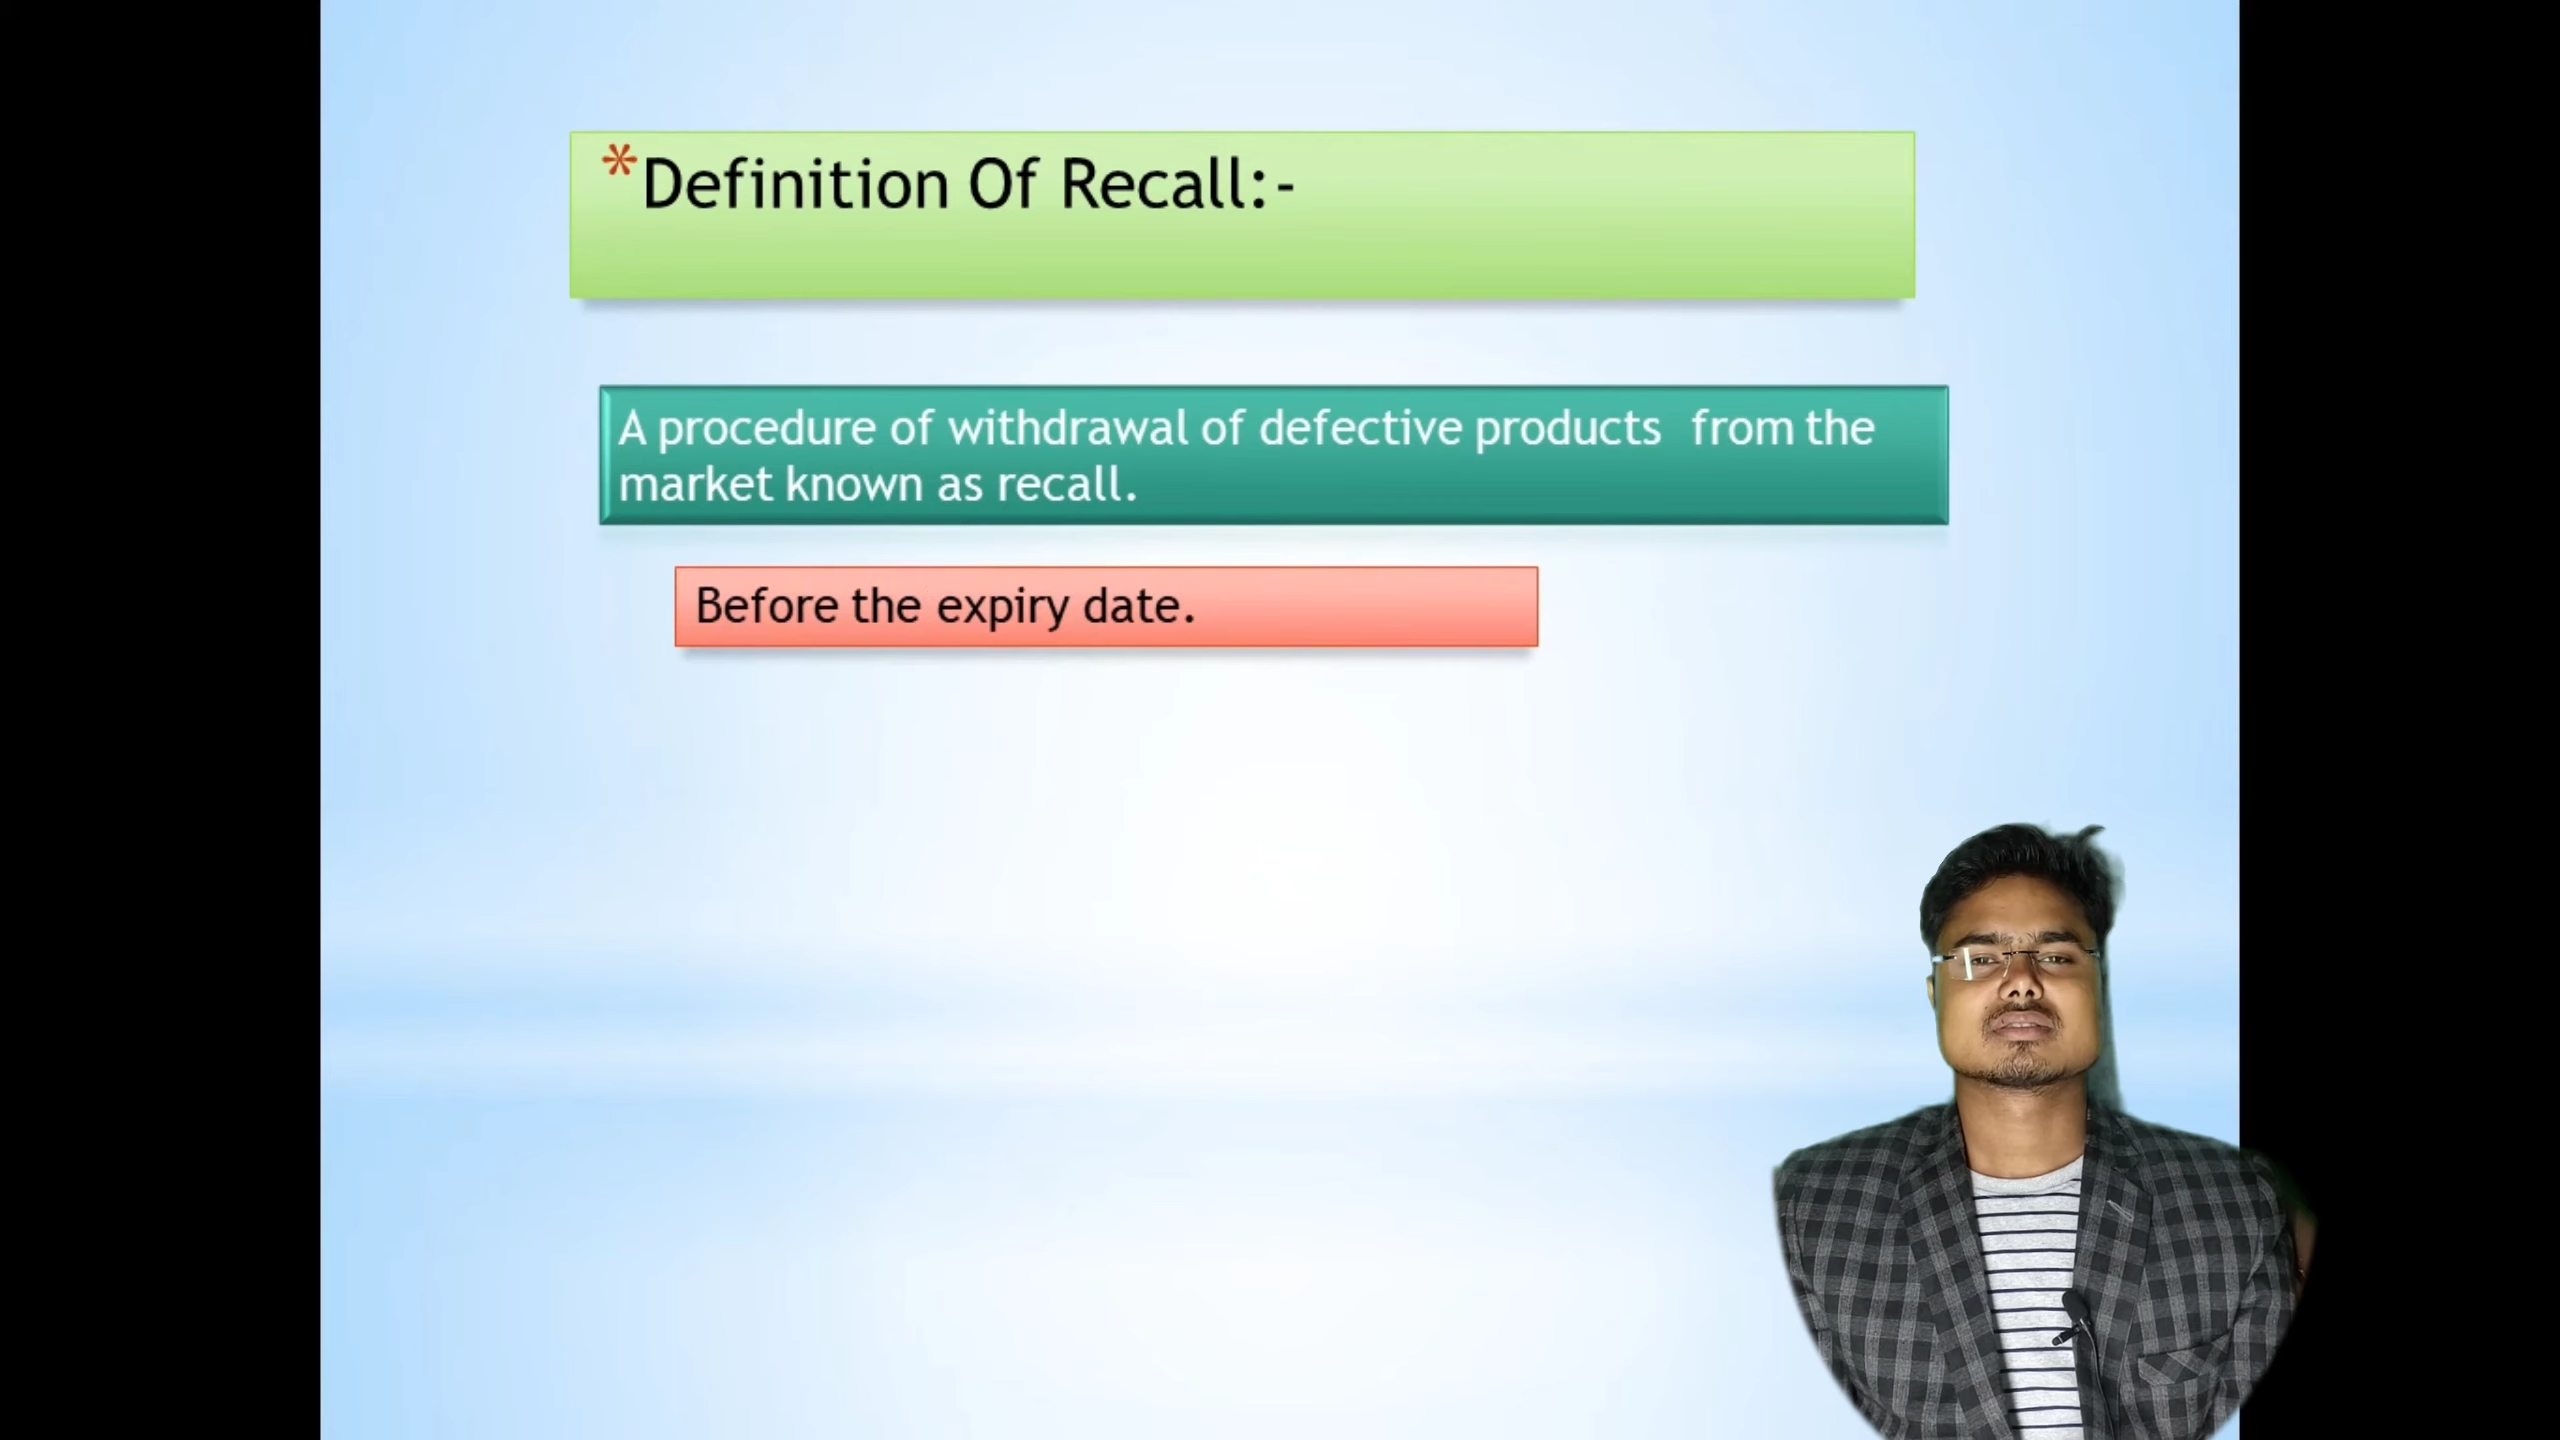 *Definition Of Recall:-
A procedure of withdrawal of defective products from the
market known as recall.
Before the expiry date.